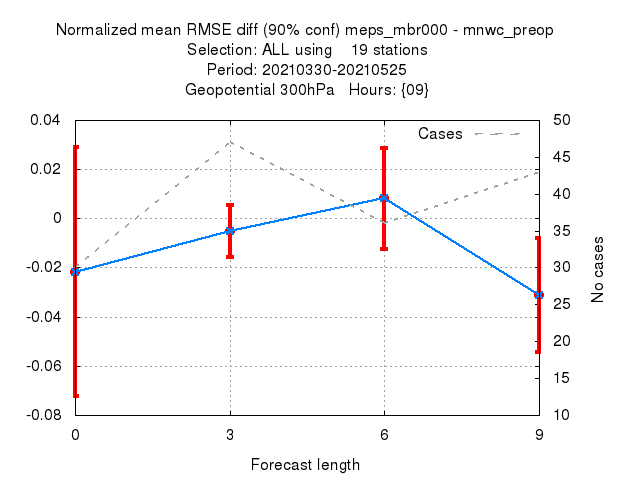 Normalized mean RMSE diff (90% conf) meps_mbr000 - mnwc_preop
Selection: ALL using 19 stations
Period: 20210330-20210525
Geopotential 300hPa Hours: {09}
Cases
0.04
0.02
0
-0.02
-0.04
-0.06
-0.08
50
45
40
35
30
25
20
15
10
No cases
0 3 6 9
Forecast length